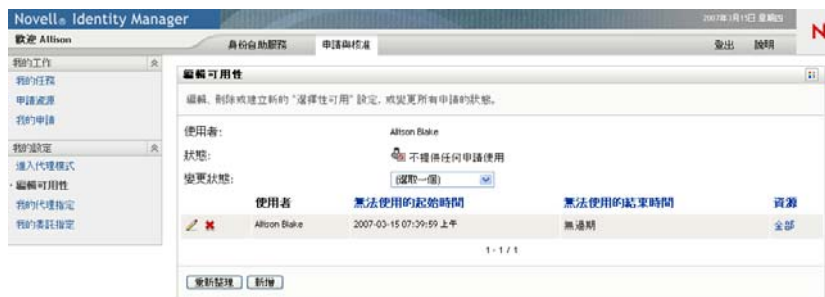 Novell® Identity Manager
2007年3月15日 星期四
歡迎 Allison
身份自助服務
申請與核准
登出
說明
N
我的工作
我的任務
申請資源
我的申請
我的設定
進入代理模式
編輯可用性
我的代理指定
我的委託指定
編輯可用性
編輯、刪除或建立新的 "選擇性可用" 設定, 或變更所有申請的狀態。
使用者: Allison Blake
狀態: 不提供任何申請使用
變更狀態: (選取一個)
使用者 無法使用的起始時間 無法使用的結束時間 資源
Allison Blake 2007-03-15 07:39:59 上午 無過期 全部
1 - 1 / 1
重新整理 新增